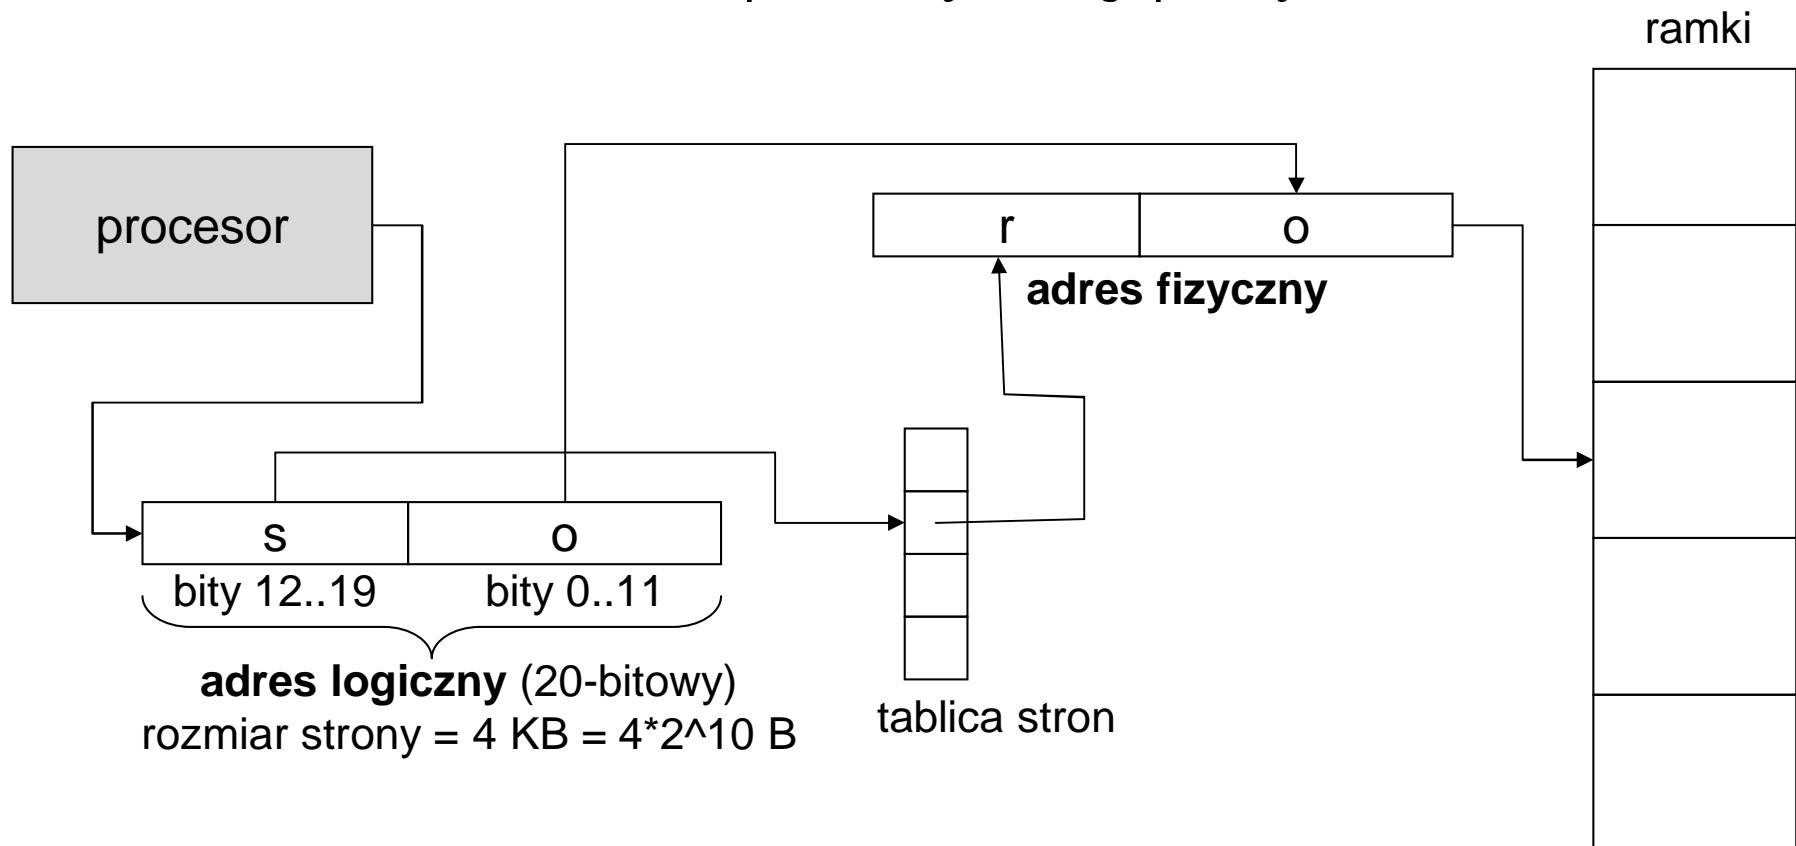 ramki
procesor
r o
adres fizyczny
s o
bity 12..19 bity 0..11
adres logiczny (20-bitowy)
rozmiar strony = 4 KB = 4*2^10 B
tablica stron